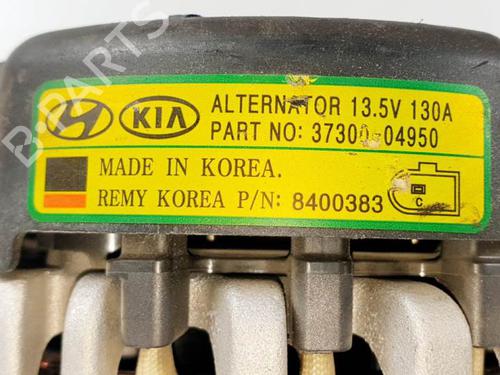 KIA ALTERNATOR 13.5V 130A
PART NO: 37300-04950
MADE IN KOREA.
REMY KOREA P/N: 8400383
C
B-PARTS